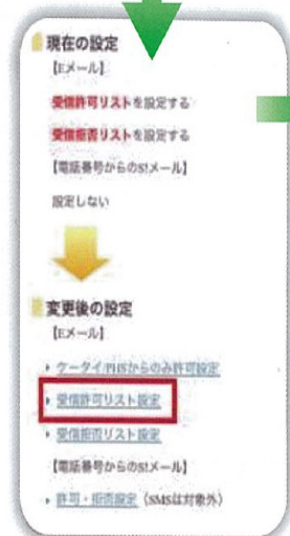 現在の設定
【Eメール】
受信許可リストを設定する
受信拒否リストを設定する
【電話番号からのS!メール】
設定しない
変更後の設定
【Eメール】
ケータイ/PHSからのみ許可設定
受信許可リスト設定
受信拒否リスト設定
【電話番号からのS!メール】
許可・拒否設定（SMSは対象外）